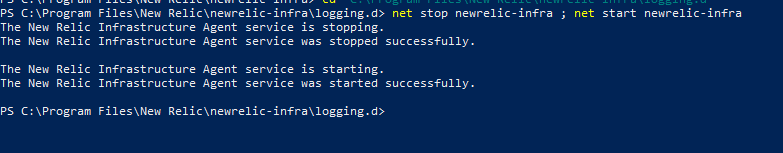 PS C:\Program Files\New Relic\newrelic-infra\logging.d> net stop newrelic-infra ; net start newrelic-infra
The New Relic Infrastructure Agent service is stopping.
The New Relic Infrastructure Agent service was stopped successfully.
The New Relic Infrastructure Agent service is starting.
The New Relic Infrastructure Agent service was started successfully.
PS C:\Program Files\New Relic\newrelic-infra\logging.d>